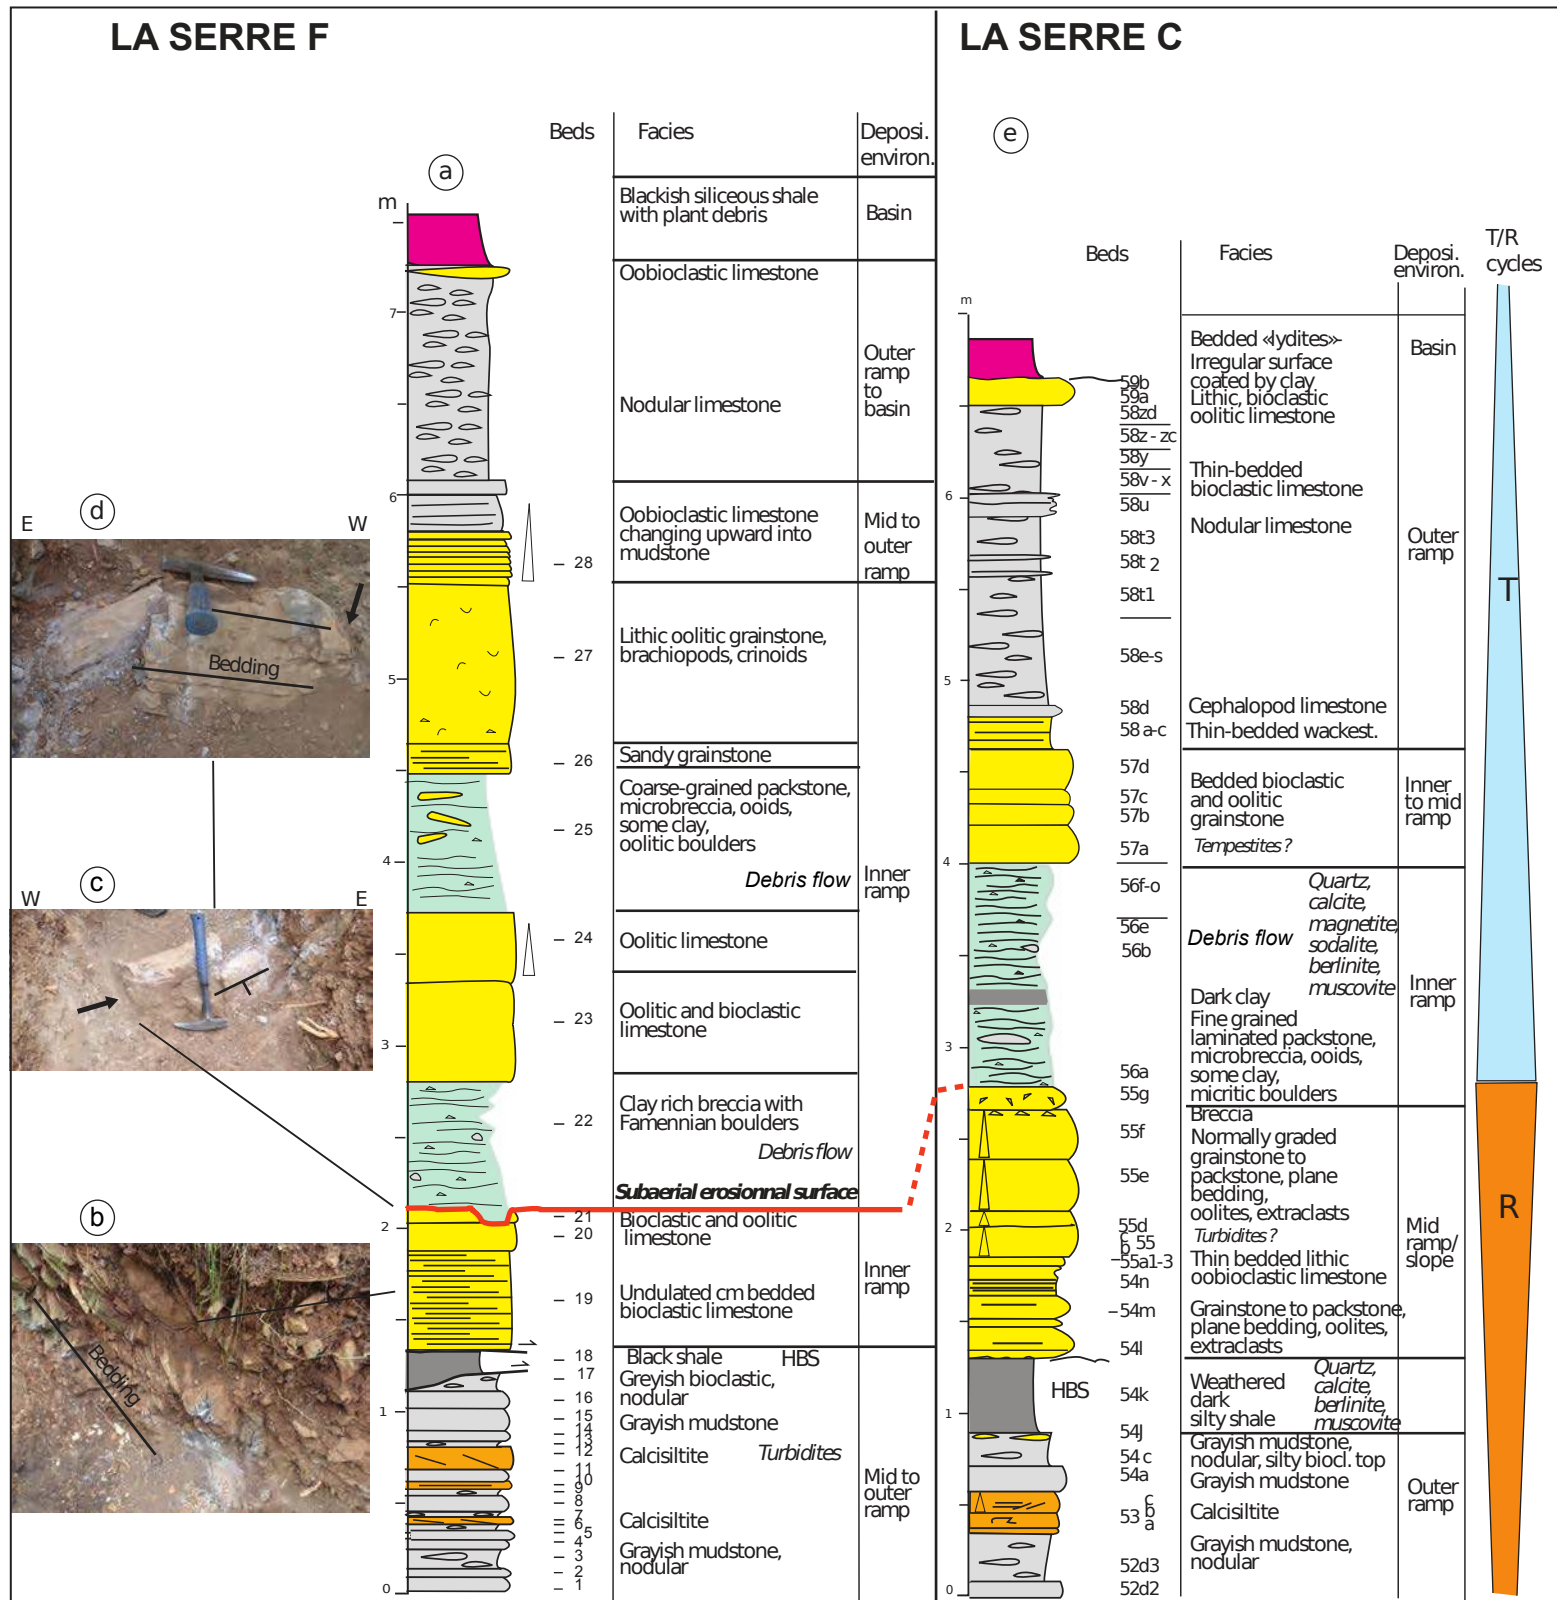 LA SERRE F
Beds
Facies
Deposi.
environ.
a
m
Blackish siliceous shale
with plant debris
Basin
Oobioclastic limestone
7
Outer
ramp
to
basin
Nodular limestone
6
Oobioclastic limestone
changing upward into
mudstone
Mid to
outer
ramp
28
Lithic oolitic grainstone,
brachiopods, crinoids
27
5
Sandy grainstone
26
Coarse-grained packstone,
microbreccia, ooids,
some clay,
oolitic boulders
25
4
Debris flow
Inner
ramp
24
Oolitic limestone
23
Oolitic and bioclastic
limestone
3
Clay rich breccia with
Famennian boulders
22
Debris flow
Subaerial erosionnal surface
21
2
20
Bioclastic and oolitic
limestone
Inner
ramp
19
Undulated cm bedded
bioclastic limestone
18
Black shale HBS
17
Greyish bioclastic,
nodular
16
1
15
Grayish mudstone
14
13
12
Calcisiltite Turbidites
11
10
9
8
Mid to
outer
ramp
7
6
5
Calcisiltite
4
3
Grayish mudstone,
nodular
2
1
0
d
E W
Bedding
c
W E
b
Bedding
LA SERRE C
e
Beds
Facies
Deposi.
environ.
T/R
cycles
m
Bedded «lydites»-
Basin
Irregular surface
coated by clay
59b
59a
Lithic, bioclastic
oolitic limestone
58zd
58z - zc
58y
58v - x
Thin-bedded
bioclastic limestone
6
58u
Nodular limestone
58t3
Outer
ramp
58t 2
58t1
T
58e-s
5
58d
Cephalopod limestone
58 a-c
Thin-bedded wackest.
57d
57c
57b
Bedded bioclastic
and oolitic
grainstone
Inner
to mid
ramp
57a
Tempestites ?
4
56f-o
Quartz,
calcite,
magnetite,
sodalite,
berlinite,
muscovite
56e
Debris flow
56b
Inner
ramp
Dark clay
Fine grained
laminated packstone,
microbreccia, ooids,
some clay,
micritic boulders
3
56a
55g
Breccia
55f
Normally graded
grainstone to
packstone, plane
bedding,
oolites, extraclasts
55e
R
2
55d
c
b 55
Turbidites ?
Mid
ramp/
slope
55a1-3
Thin bedded lithic
oobioclastic limestone
54n
54m
Grainstone to packstone,
plane bedding, oolites,
extraclasts
54l
HBS
54k
Weathered
dark
silty shale
Quartz,
calcite,
berlinite,
muscovite
1
54J
Grayish mudstone,
nodular, silty biocl. top
54 c
54a
Grayish mudstone
Outer
ramp
c
53 b
a
Calcisiltite
Grayish mudstone,
nodular
52d3
52d2
0